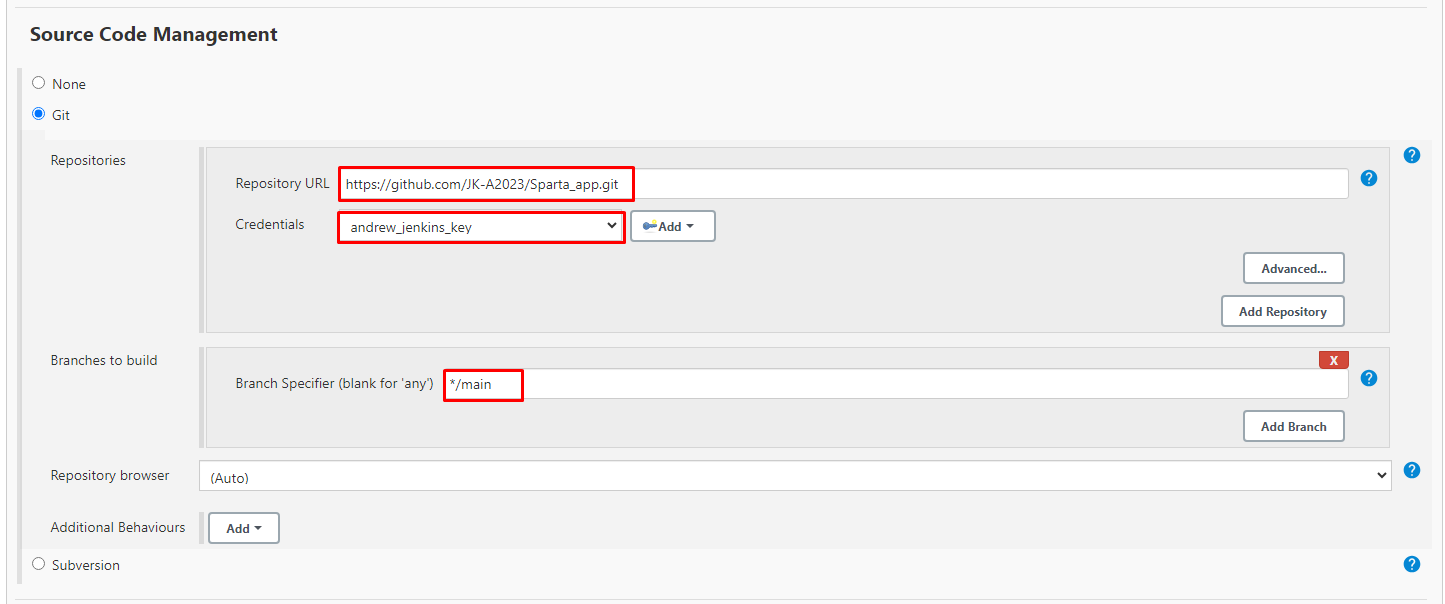 Source Code Management
None
Git
Repositories
Repository URL https://github.com/JK-A2023/Sparta_app.git
Credentials andrew_jenkins_key Add
Advanced...
Add Repository
Branches to build
X
Branch Specifier (blank for 'any') */main
Add Branch
Repository browser (Auto)
Additional Behaviours Add
Subversion